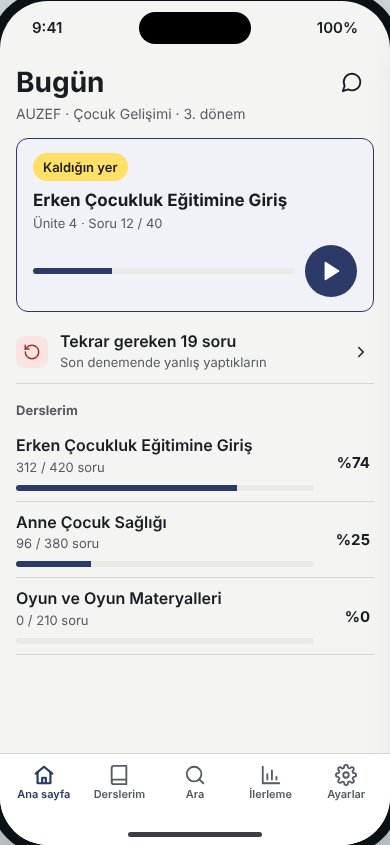 9:41
100%
Bugün
AUZEF · Çocuk Gelişimi · 3. dönem
Kaldığın yer
Erken Çocukluk Eğitimine Giriş
Ünite 4 · Soru 12 / 40
Tekrar gereken 19 soru
Son denemende yanlış yaptıkların
Derslerim
Erken Çocukluk Eğitimine Giriş
312 / 420 soru
%74
Anne Çocuk Sağlığı
96 / 380 soru
%25
Oyun ve Oyun Materyalleri
0 / 210 soru
%0
Ana sayfa
Derslerim
Ara
İlerleme
Ayarlar